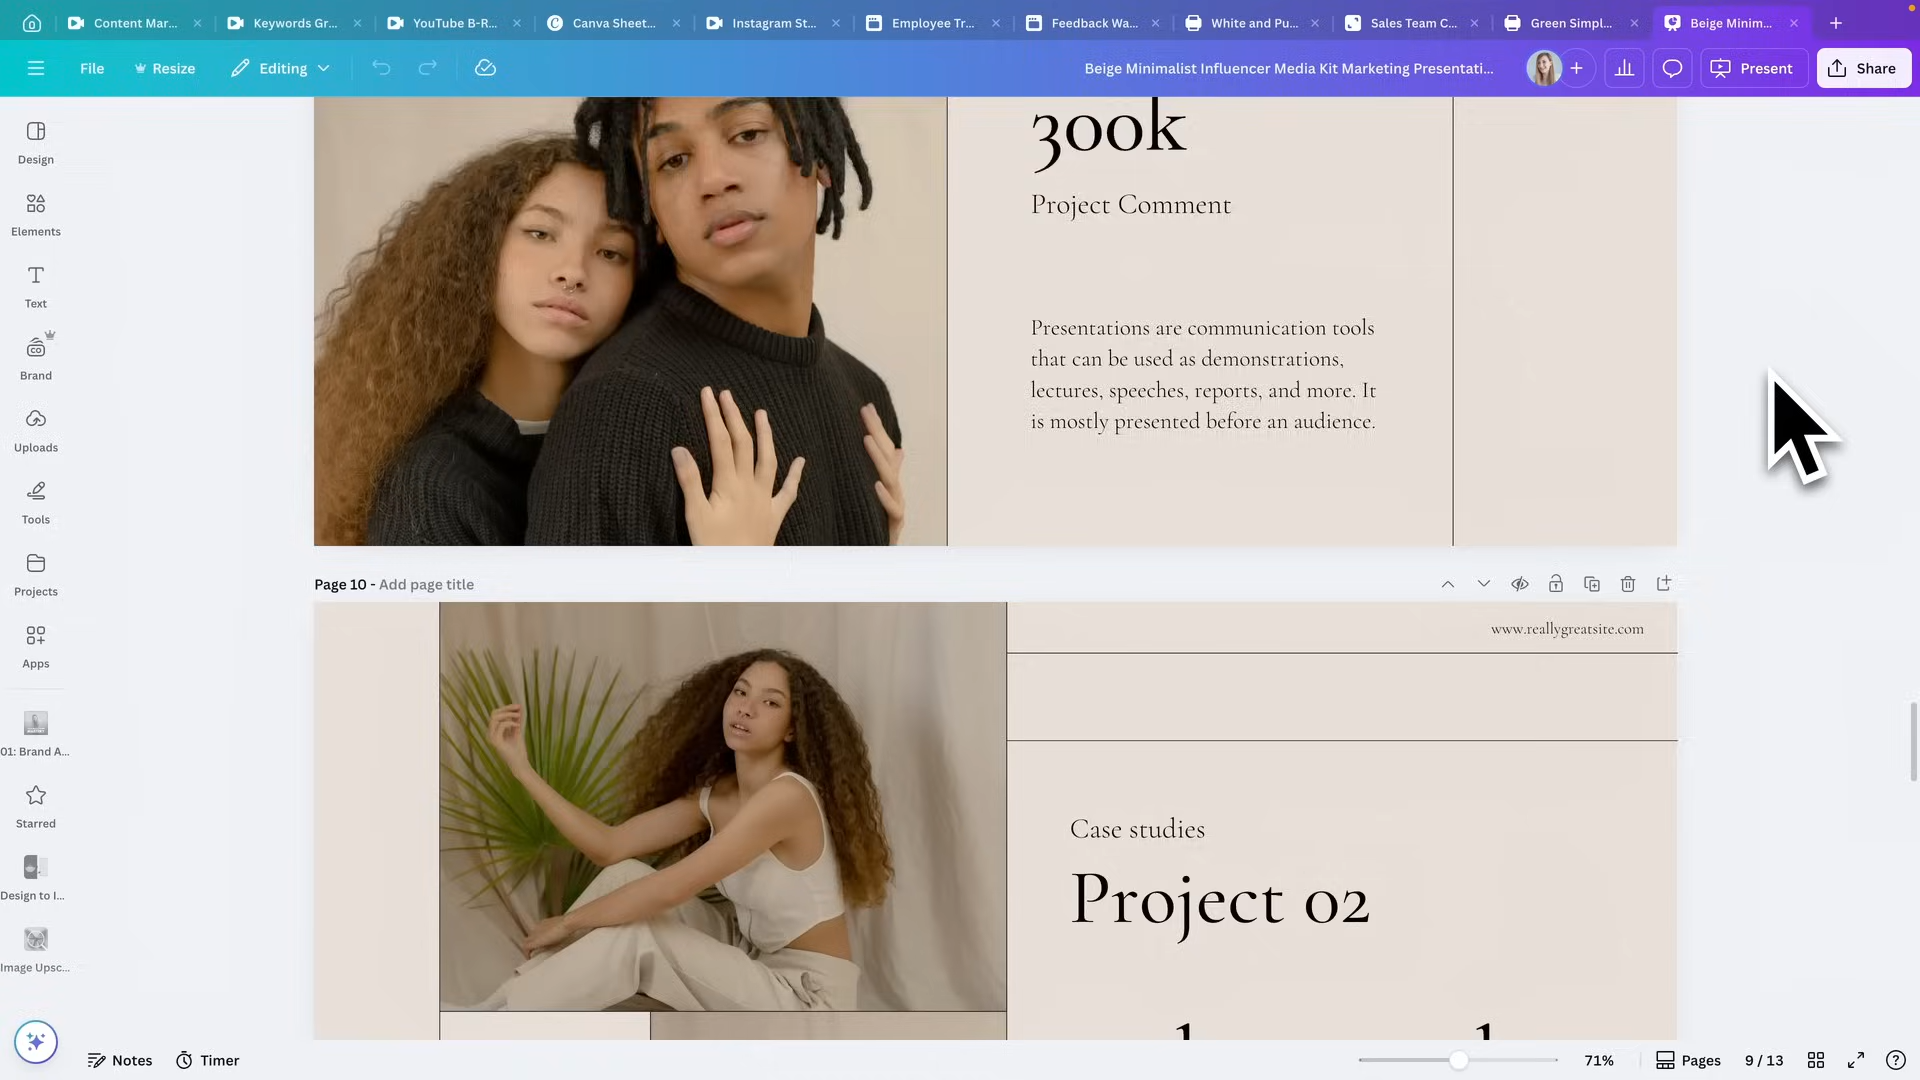 Content Mar...
Keywords Gr...
YouTube B-R...
Canva Sheet...
Instagram St...
Employee Tr...
Feedback Wa...
White and Pu...
Sales Team C...
Green Simpl...
Beige Minim...
File
Resize
Editing
Beige Minimalist Influencer Media Kit Marketing Presentati...
Present
Share
Design
Elements
Text
Brand
Uploads
Tools
Projects
Apps
01: Brand A...
Starred
Design to I...
Image Upsc...
300k
Project Comment
Presentations are communication tools
that can be used as demonstrations,
lectures, speeches, reports, and more. It
is mostly presented before an audience.
Page 10 - Add page title
www.reallygreatsite.com
Case studies
Project 02
Notes
Timer
71%
Pages
9 / 13